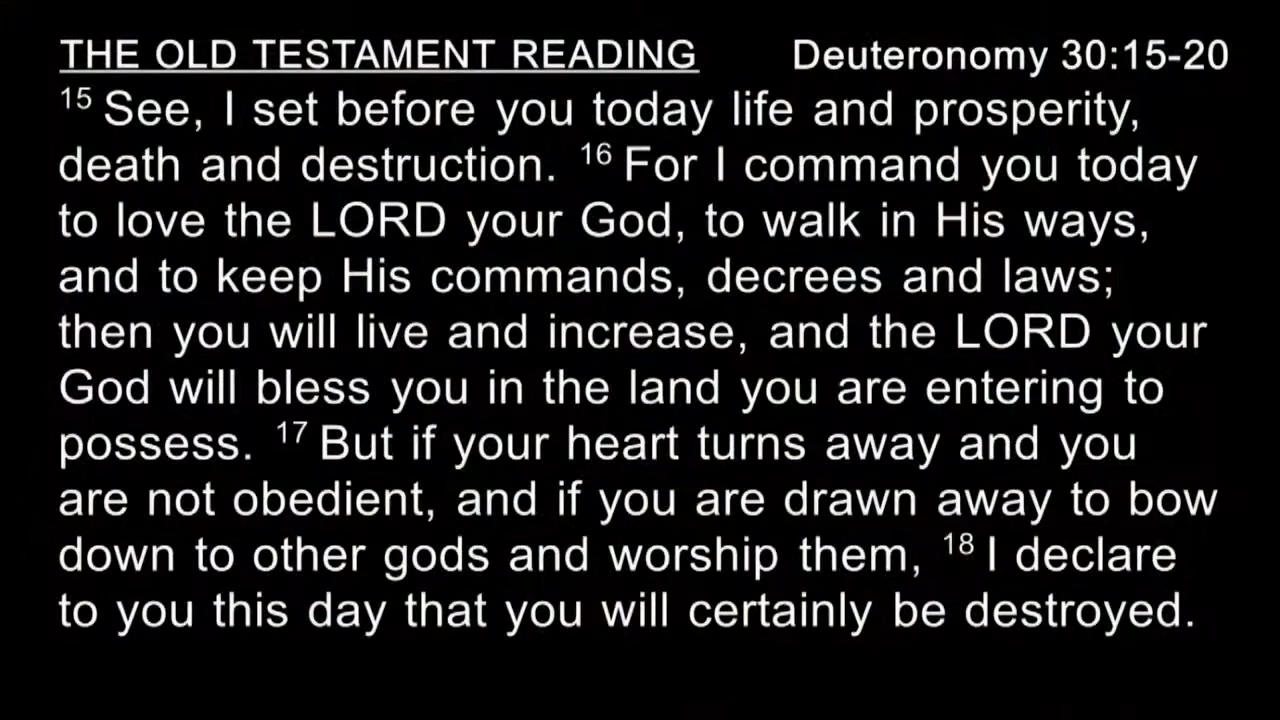 THE OLD TESTAMENT READING Deuteronomy 30:15-20
15 See, I set before you today life and prosperity,
death and destruction. 16 For I command you today
to love the LORD your God, to walk in His ways,
and to keep His commands, decrees and laws;
then you will live and increase, and the LORD your
God will bless you in the land you are entering to
possess. 17 But if your heart turns away and you
are not obedient, and if you are drawn away to bow
down to other gods and worship them, 18 I declare
to you this day that you will certainly be destroyed.